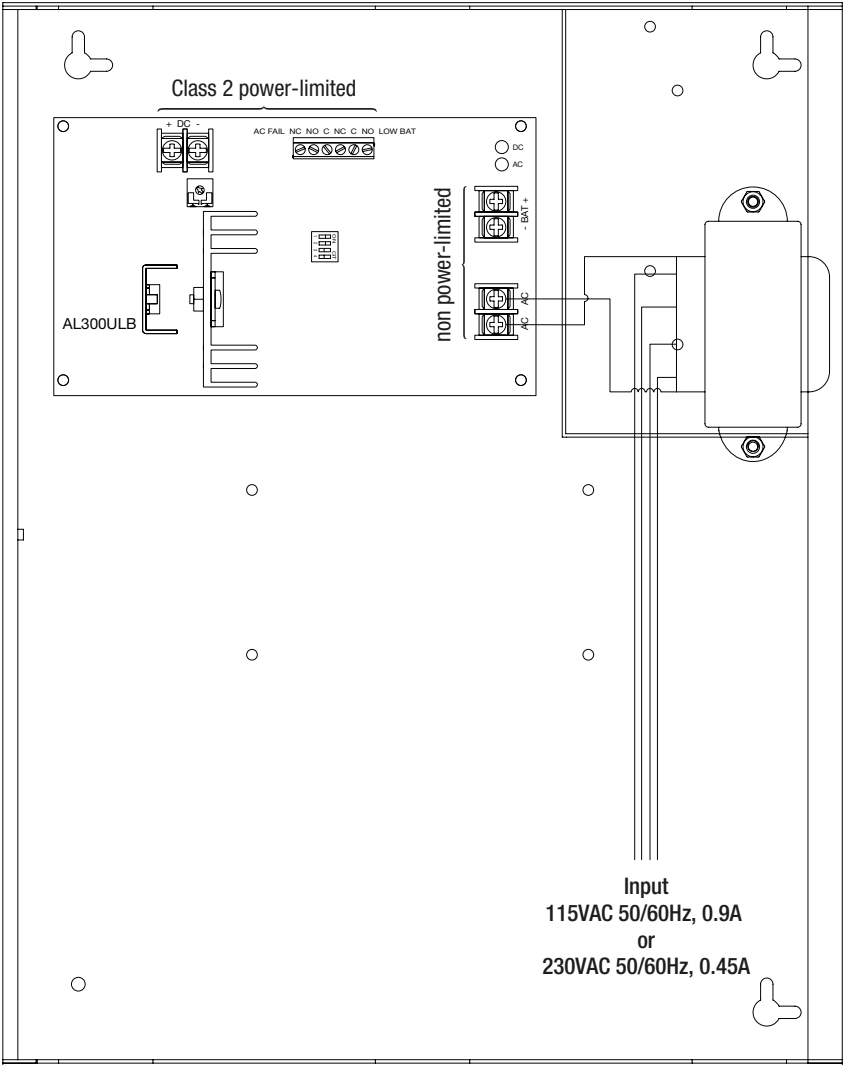 Class 2 power-limited
+ DC -
AC FAIL NC NO C NC C NO LOW BAT
DC
AC
non power-limited
- BAT +
AC
AC
AL300ULB
Input
115VAC 50/60Hz, 0.9A
or
230VAC 50/60Hz, 0.45A